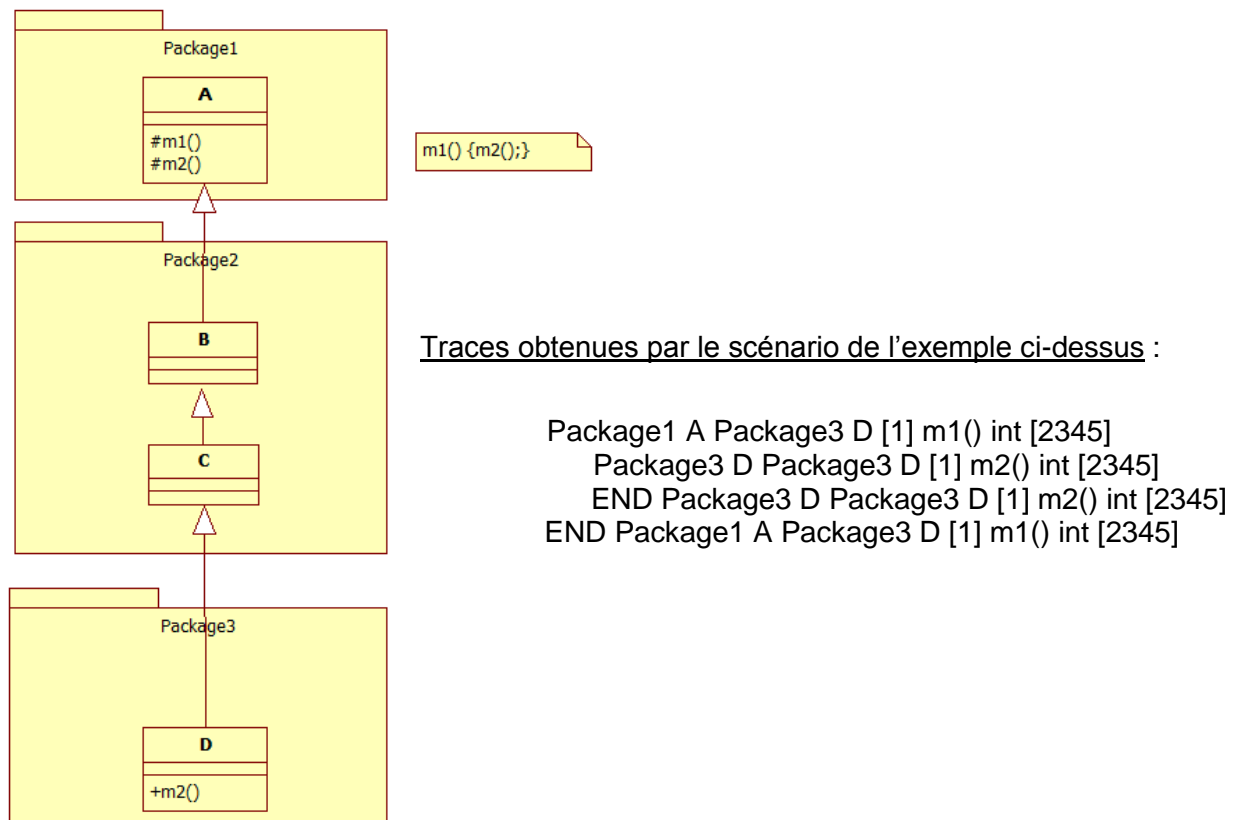 Package1
A
#m1()
#m2()
m1() {m2();}
Package2
B
C
Traces obtenues par le scénario de l’exemple ci-dessus :
Package1 A Package3 D [1] m1() int [2345]
Package3 D Package3 D [1] m2() int [2345]
END Package3 D Package3 D [1] m2() int [2345]
END Package1 A Package3 D [1] m1() int [2345]
Package3
D
+m2()